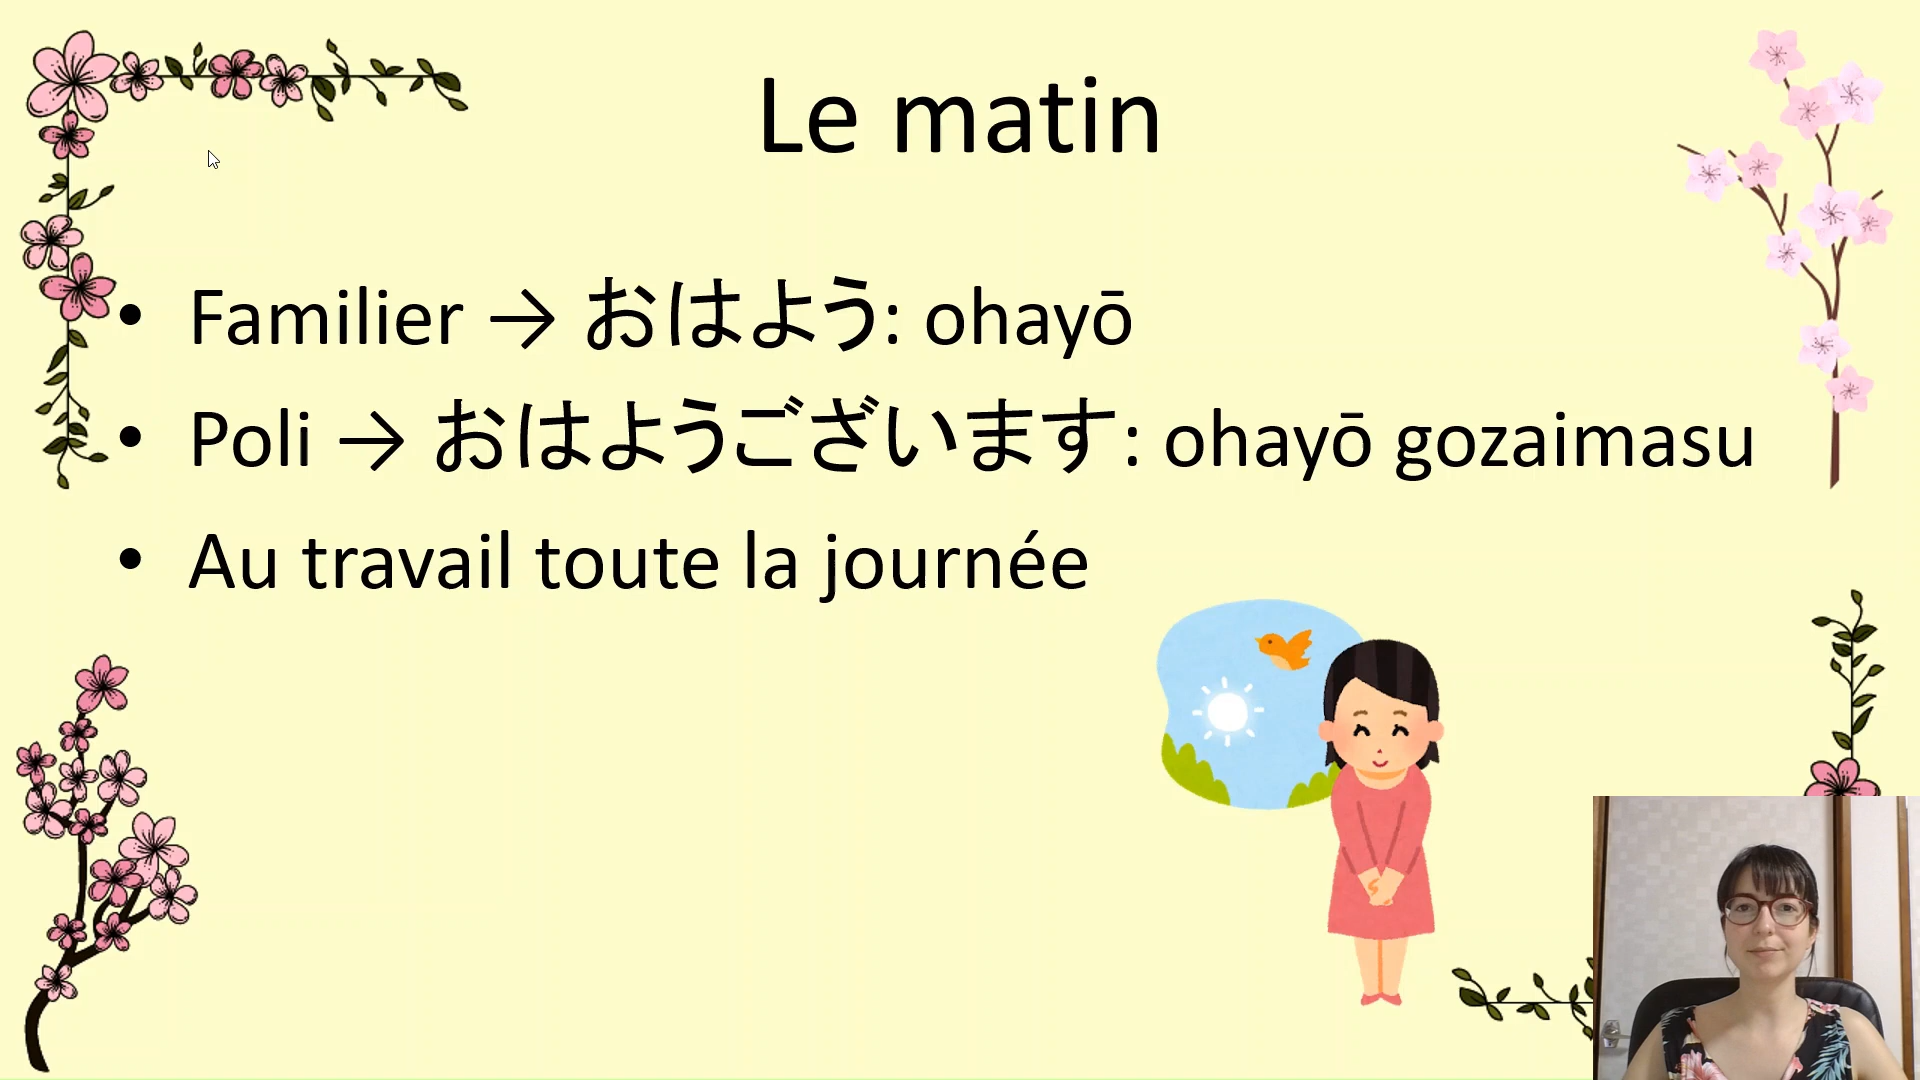 Le matin
• Familier → おはよう: ohayō
• Poli → おはようございます: ohayō gozaimasu
• Au travail toute la journée